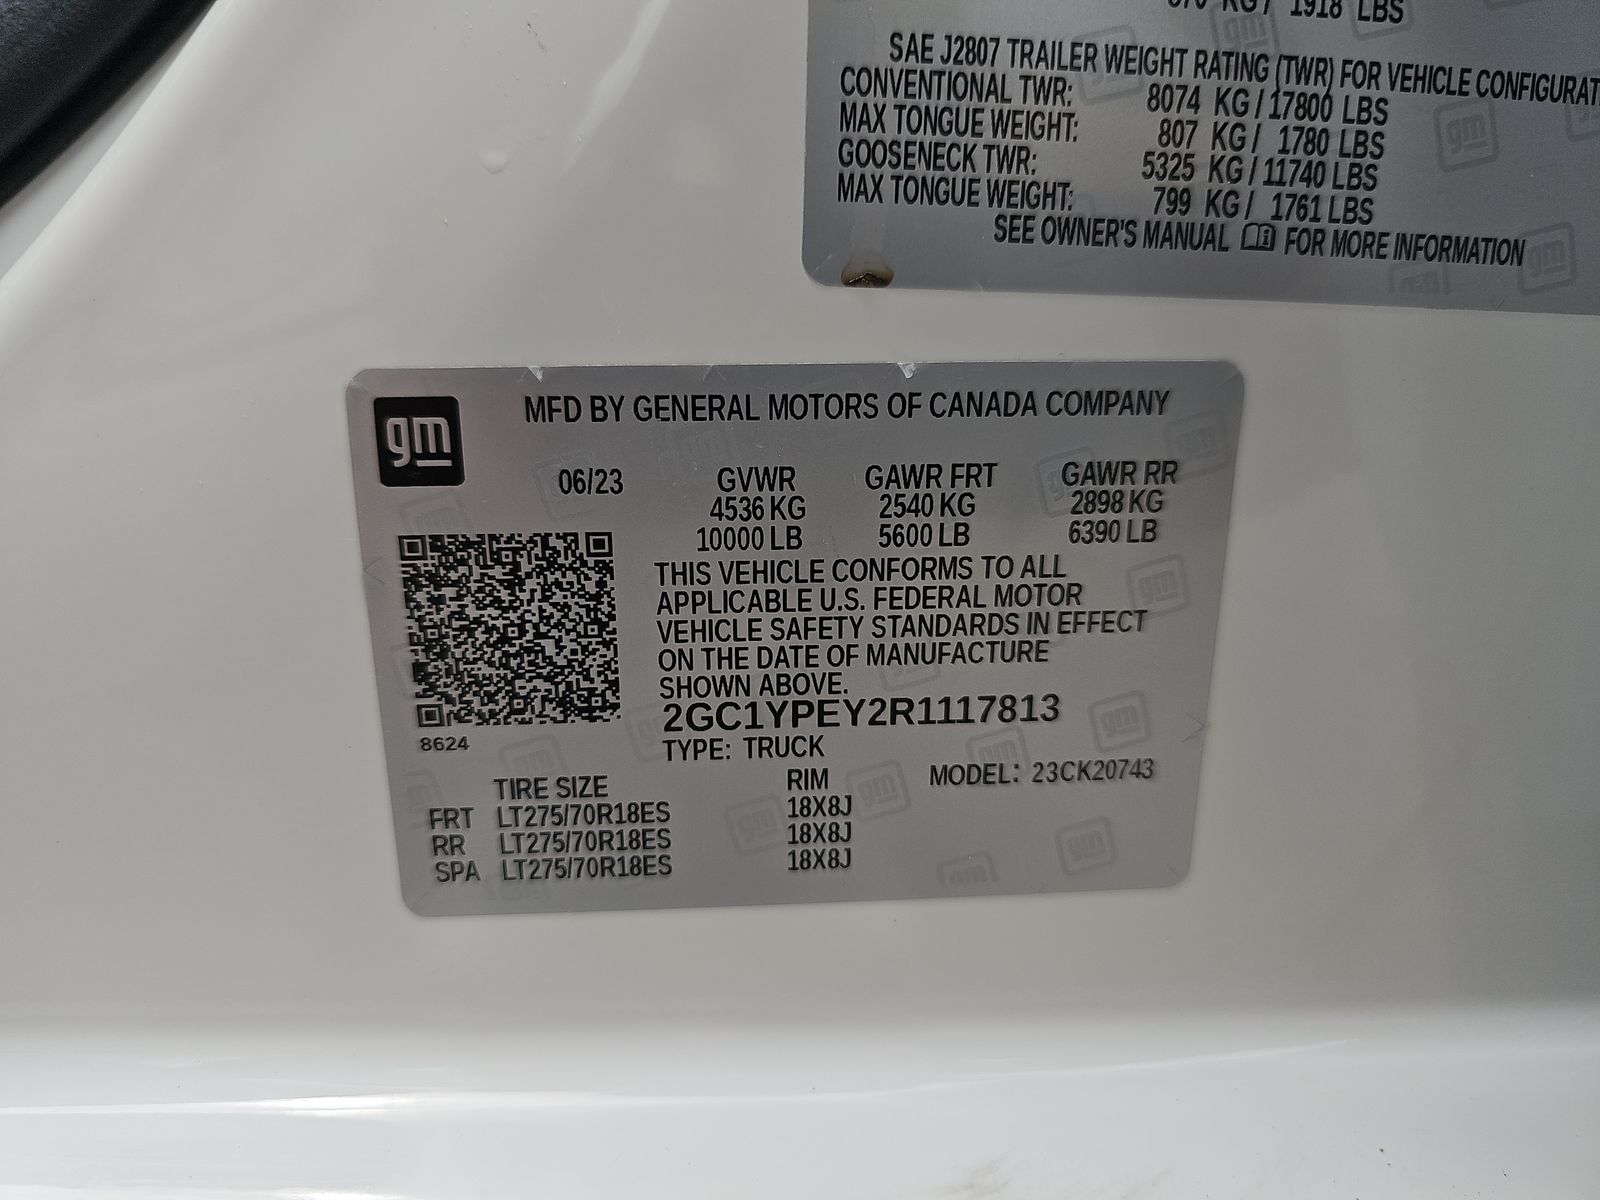 KG / 1918 LBS
SAE J2807 TRAILER WEIGHT RATING (TWR) FOR VEHICLE
CONVENTIONAL TWR: 8074 KG / 17800 LBS
MAX TONGUE WEIGHT: 807 KG / 1780 LBS
GOOSENECK TWR: 5325 KG / 11740 LBS
MAX TONGUE WEIGHT: 799 KG / 1761 LBS
SEE OWNER'S MANUAL FOR MORE INFORMATION
gm
MFD BY GENERAL MOTORS OF CANADA COMPANY
06/23 GVWR GAWR FRT GAWR RR
4536 KG 2540 KG 2898 KG
10000 LB 5600 LB 6390 LB
THIS VEHICLE CONFORMS TO ALL
APPLICABLE U.S. FEDERAL MOTOR
VEHICLE SAFETY STANDARDS IN EFFECT
ON THE DATE OF MANUFACTURE
SHOWN ABOVE.
2GC1YPEY2R1117813
8624
TYPE: TRUCK
TIRE SIZE RIM MODEL: 23CK20743
FRT LT275/70R18ES 18X8J
RR LT275/70R18ES 18X8J
SPA LT275/70R18ES 18X8J